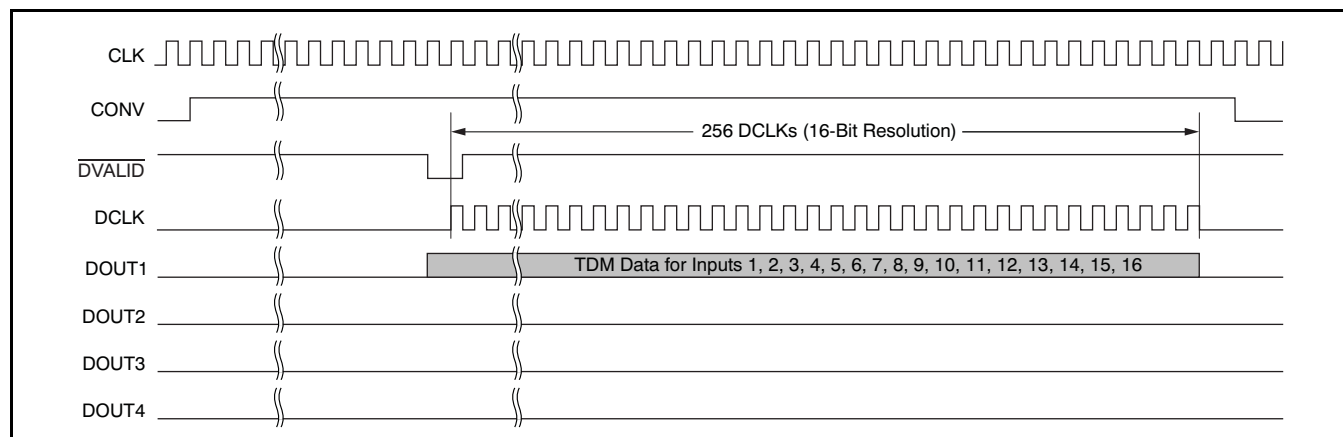 CLK
CONV
256 DCLKs (16-Bit Resolution)
DVALID
DCLK
DOUT1
TDM Data for Inputs 1, 2, 3, 4, 5, 6, 7, 8, 9, 10, 11, 12, 13, 14, 15, 16
DOUT2
DOUT3
DOUT4